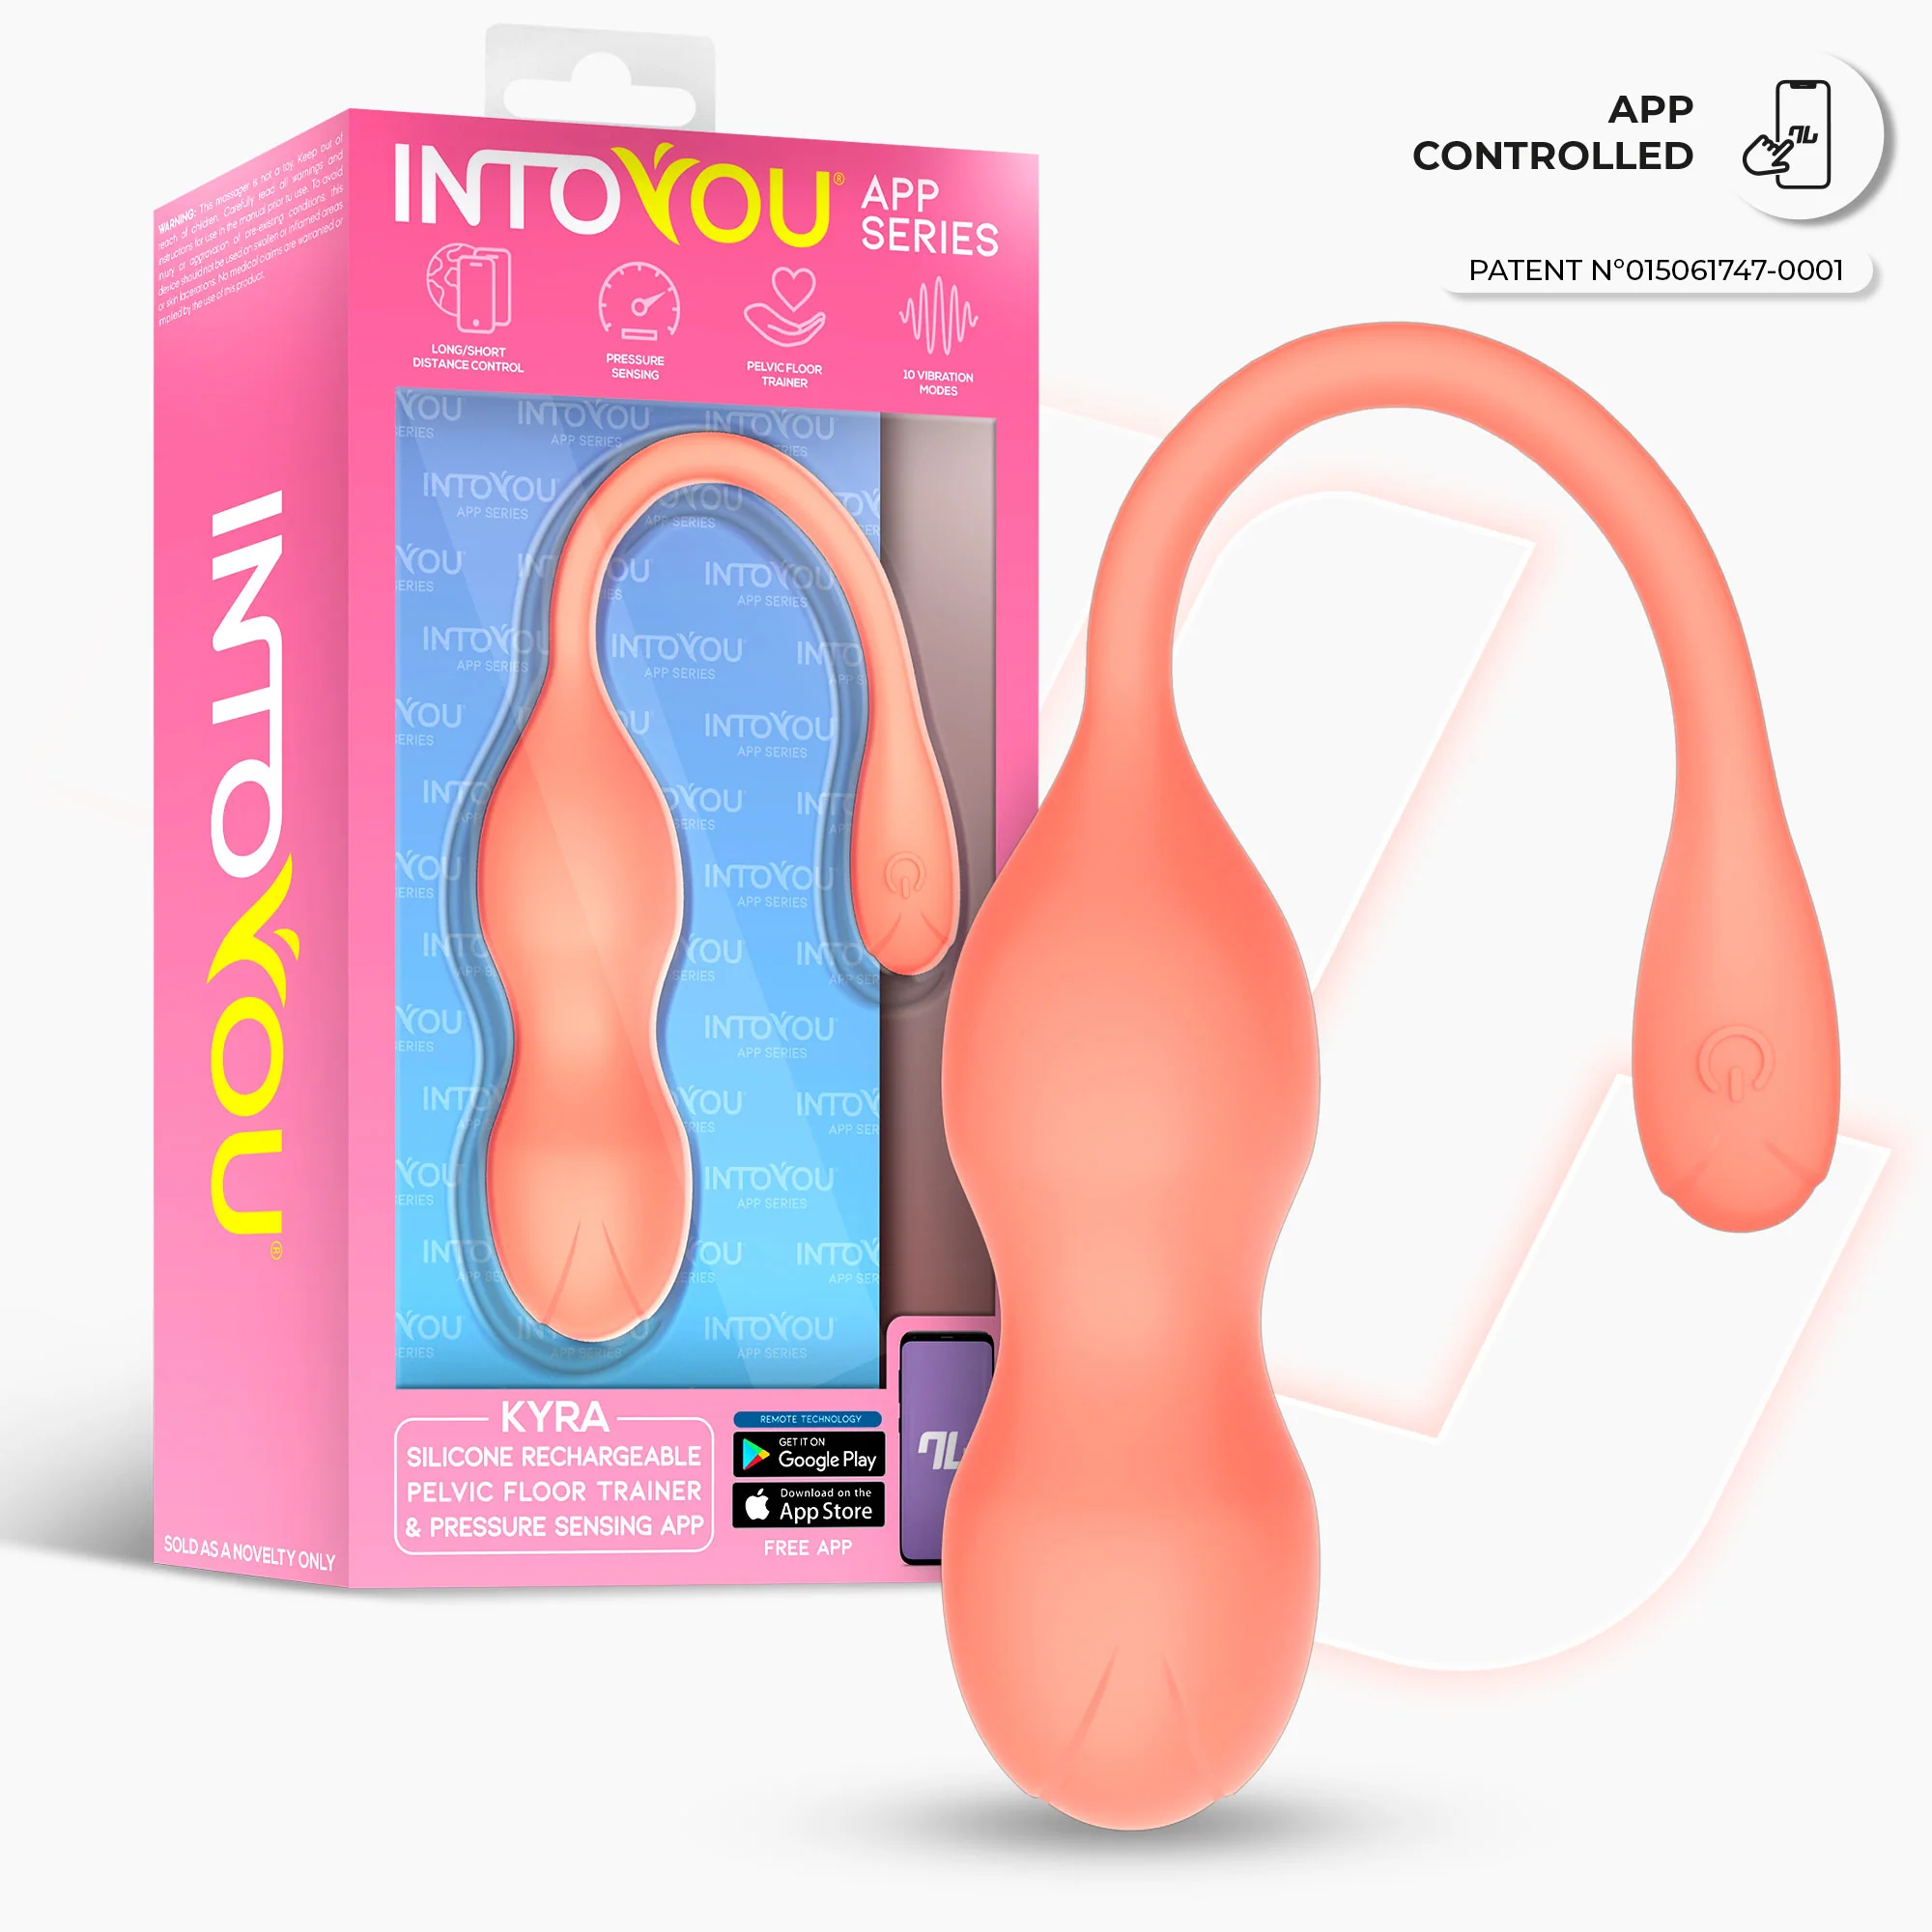 APP
CONTROLLED
PATENT N°015061747-0001
WARNING: This massager is not a toy. Keep out of
reach of children. Carefully read all warnings and
instructions for use in the manual prior to use. To avoid
injury or aggravation of pre-existing conditions, this
device should not be used on swollen or inflamed areas
or skin lacerations. No medical claims are warranted or
implied by the use of this product.
INTOYOU®
SOLD AS A NOVELTY ONLY
INTOYOU® APP
SERIES
LONG/SHORT
DISTANCE CONTROL
PRESSURE
SENSING
PELVIC FLOOR
TRAINER
10 VIBRATION
MODES
INTOYOU
APP SERIES
KYRA
SILICONE RECHARGEABLE
PELVIC FLOOR TRAINER
& PRESSURE SENSING APP
REMOTE TECHNOLOGY
GET IT ON
Google Play
Download on the
App Store
FREE APP